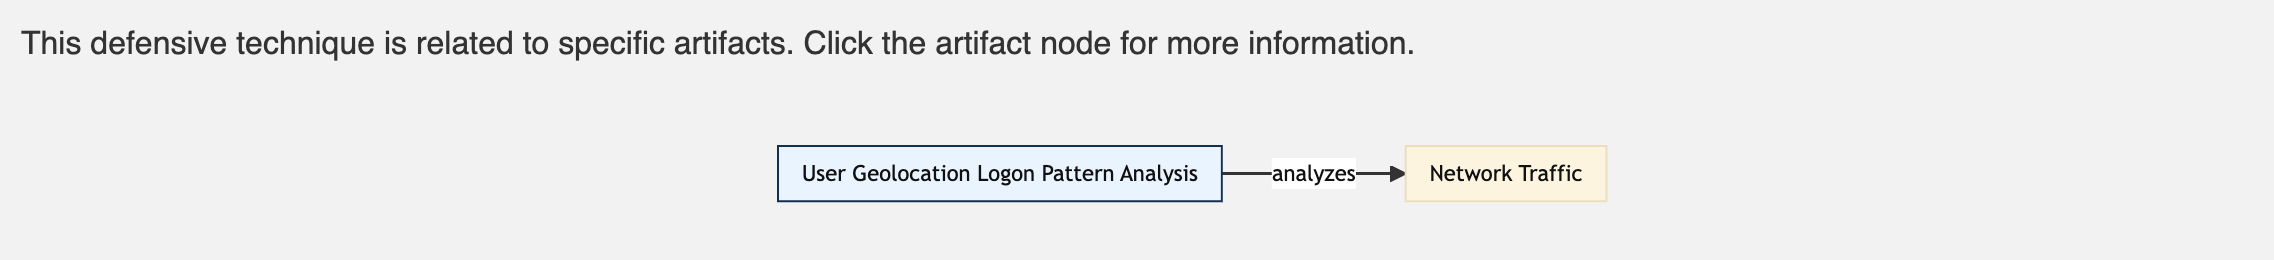 This defensive technique is related to specific artifacts. Click the artifact node for more information.
User Geolocation Logon Pattern Analysis analyzes Network Traffic